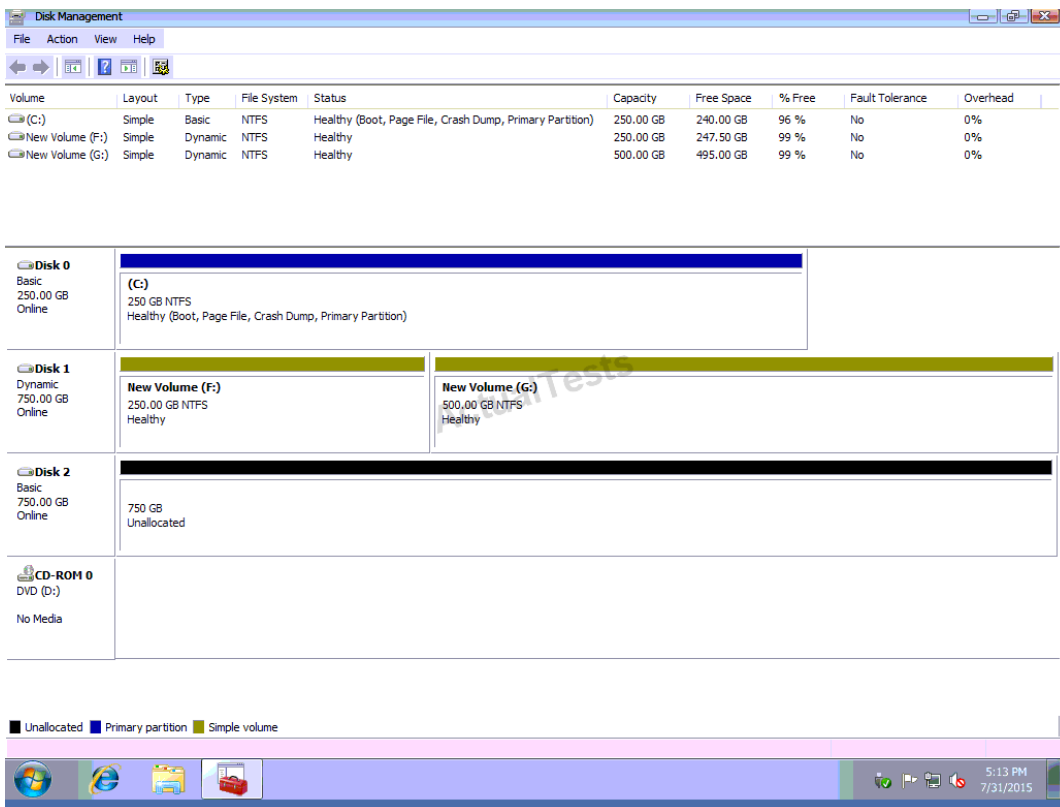 Disk Management
File Action View Help
Volume Layout Type File System Status Capacity Free Space % Free Fault Tolerance Overhead
(C:) Simple Basic NTFS Healthy (Boot, Page File, Crash Dump, Primary Partition) 250.00 GB 240.00 GB 96 % No 0%
New Volume (F:) Simple Dynamic NTFS Healthy 250.00 GB 247.50 GB 99 % No 0%
New Volume (G:) Simple Dynamic NTFS Healthy 500.00 GB 495.00 GB 99 % No 0%
Disk 0
Basic
250.00 GB
Online
(C:)
250 GB NTFS
Healthy (Boot, Page File, Crash Dump, Primary Partition)
Disk 1
Dynamic
750.00 GB
Online
New Volume (F:)
250.00 GB NTFS
Healthy
New Volume (G:)
500.00 GB NTFS
Healthy
ActualTests
Disk 2
Basic
750.00 GB
Online
750 GB
Unallocated
CD-ROM 0
DVD (D:)
No Media
Unallocated Primary partition Simple volume
5:13 PM
7/31/2015